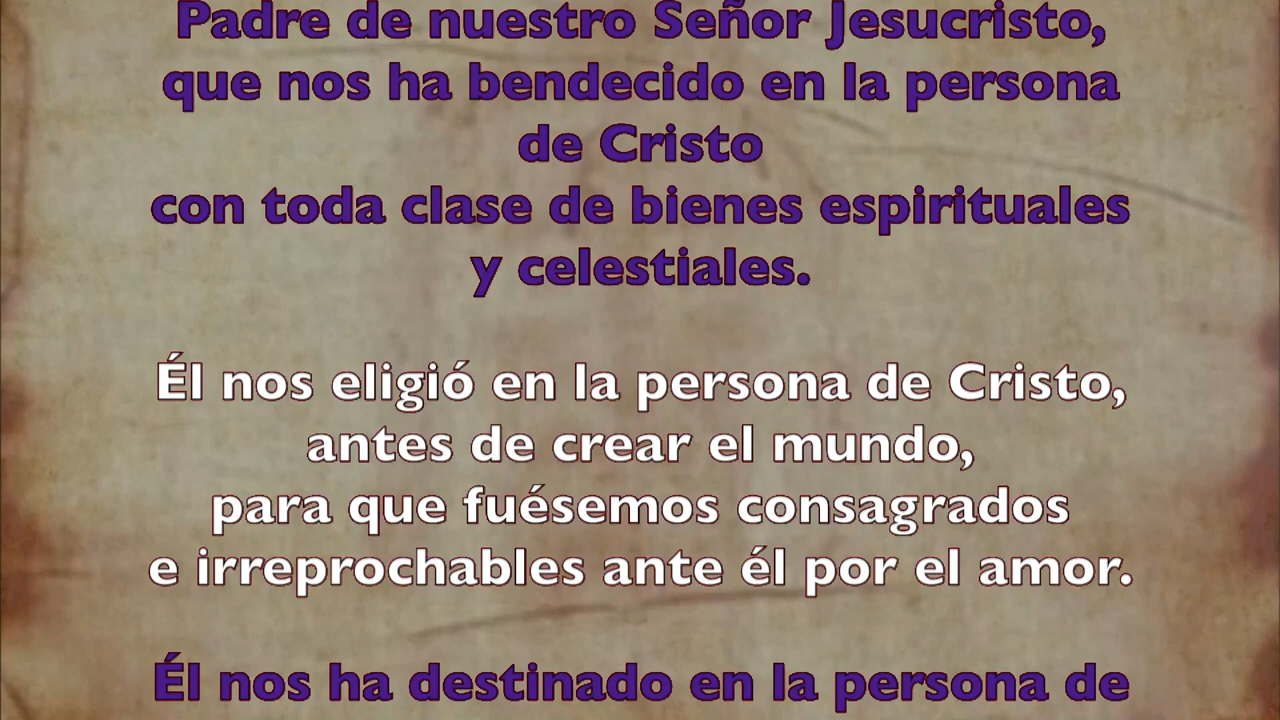 Padre de nuestro Señor Jesucristo,
que nos ha bendecido en la persona
de Cristo
con toda clase de bienes espirituales
y celestiales.
Él nos eligió en la persona de Cristo,
antes de crear el mundo,
para que fuésemos consagrados
e irreprochables ante él por el amor.
Él nos ha destinado en la persona de